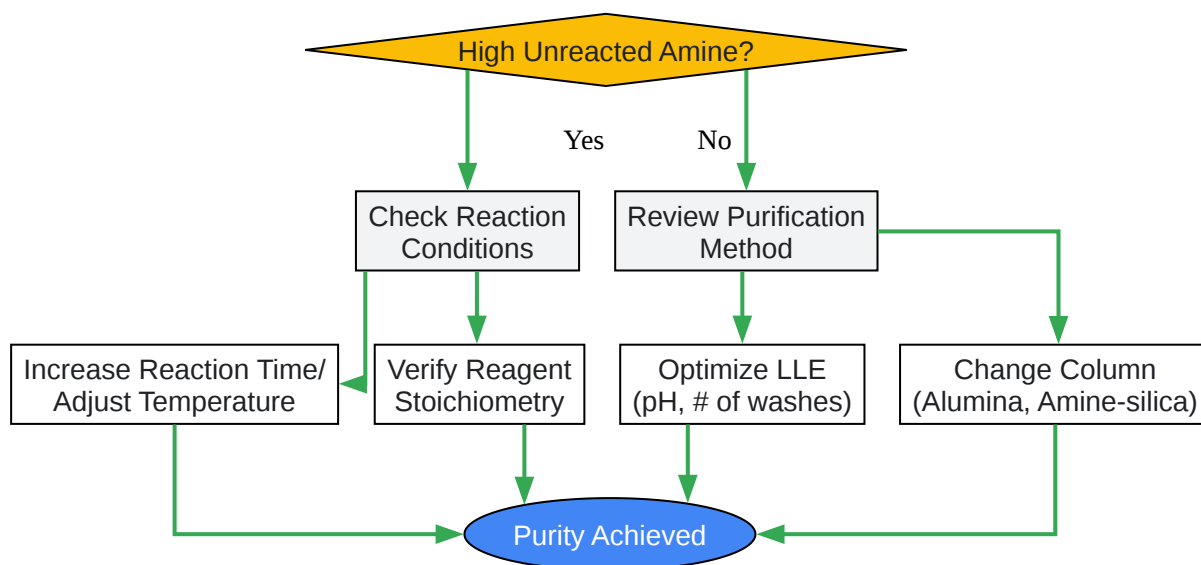 High Unreacted Amine?
Yes
No
Check Reaction
Conditions
Review Purification
Method
Increase Reaction Time/
Adjust Temperature
Verify Reagent
Stoichiometry
Optimize LLE
(pH, # of washes)
Change Column
(Alumina, Amine-silica)
Purity Achieved